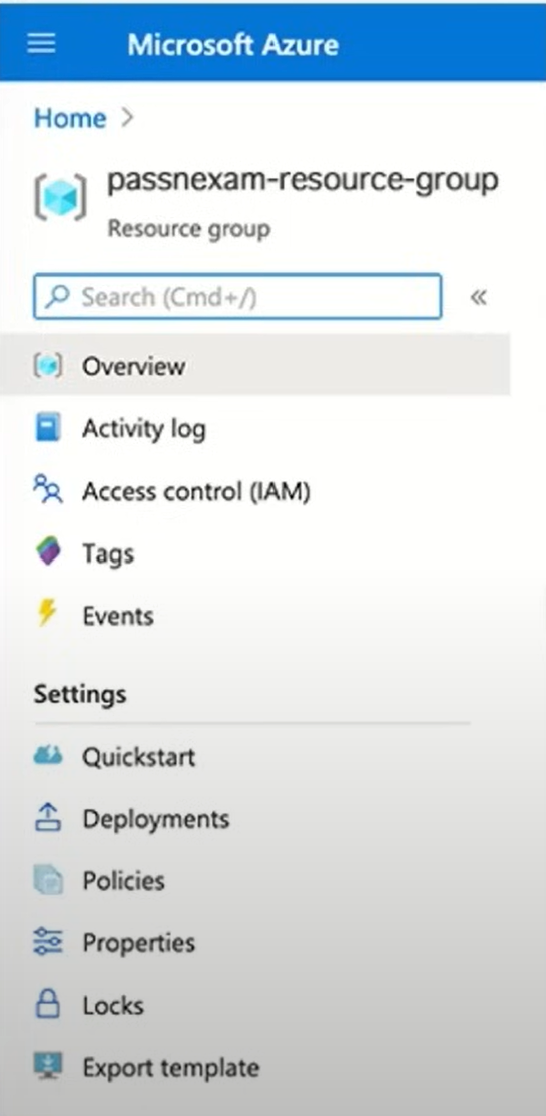 Microsoft Azure
Home >
passnexam-resource-group
Resource group
Search (Cmd+/)
«
Overview
Activity log
Access control (IAM)
Tags
Events
Settings
Quickstart
Deployments
Policies
Properties
Locks
Export template